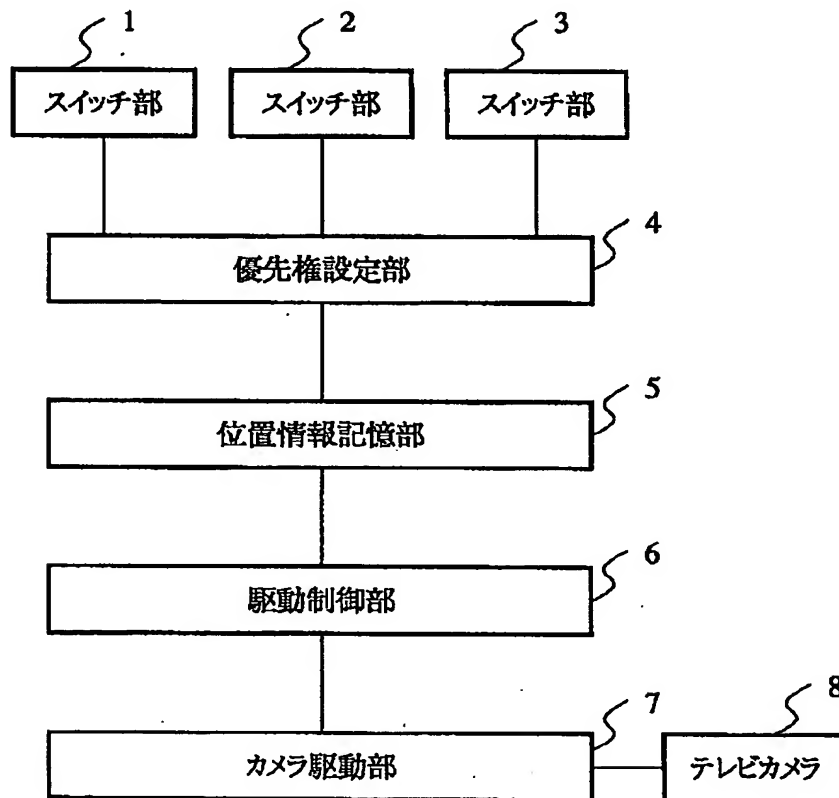 1 2 3
スイッチ部 スイッチ部 スイッチ部
4
優先権設定部
5
位置情報記憶部
6
駆動制御部
7 8
カメラ駆動部 テレビカメラ